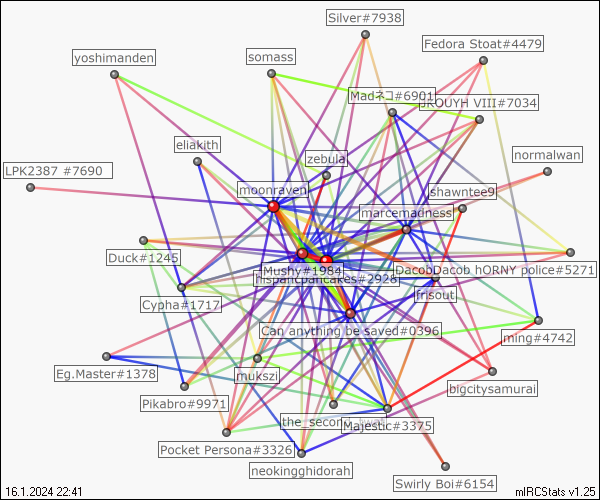 Silver#7938
Fedora Stoat#4479
yoshimanden
somass
Madネコ#6901
JROUYH VIII#7034
eliakith
zebula
normalwan
LPK2387 #7690
moonraven
shawntee9
marcemadness
Duck#1245
Mushy#1984
DacobDacob hORNY police#5271
hispanicpancakes#2928
frisout
Cypha#1717
Can anything be saved#0396
ming#4742
Eg.Master#1378
mukszi
bigcitysamurai
Pikabro#9971
the_second
Majestic#3375
Pocket Persona#3326
neokingghidorah
Swirly Boi#6154
16.1.2024 22:41
mIRCStats v1.25